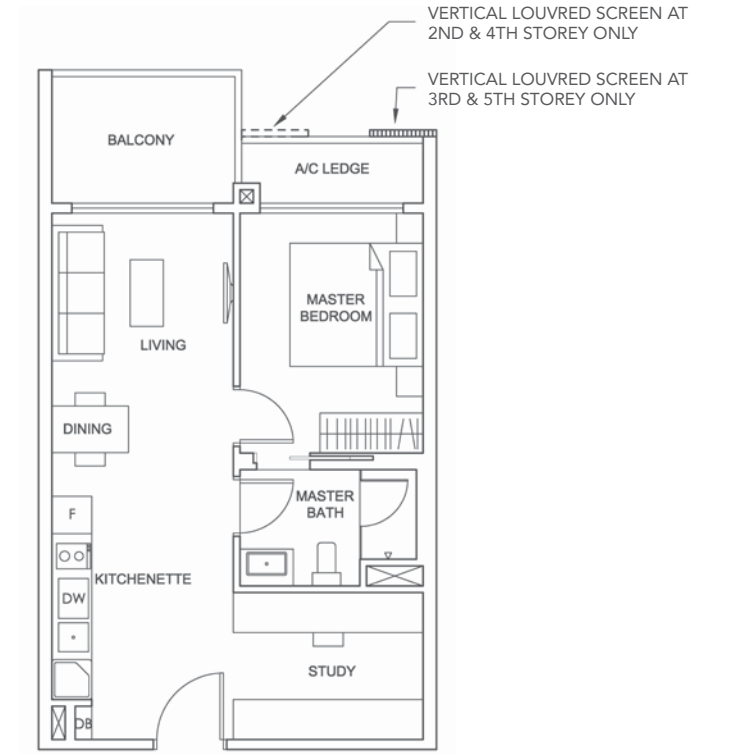 VERTICAL LOUVRED SCREEN AT
2ND & 4TH STOREY ONLY
VERTICAL LOUVRED SCREEN AT
3RD & 5TH STOREY ONLY
BALCONY
A/C LEDGE
MASTER
BEDROOM
LIVING
DINING
MASTER
BATH
F
KITCHENETTE
DW
STUDY
DB